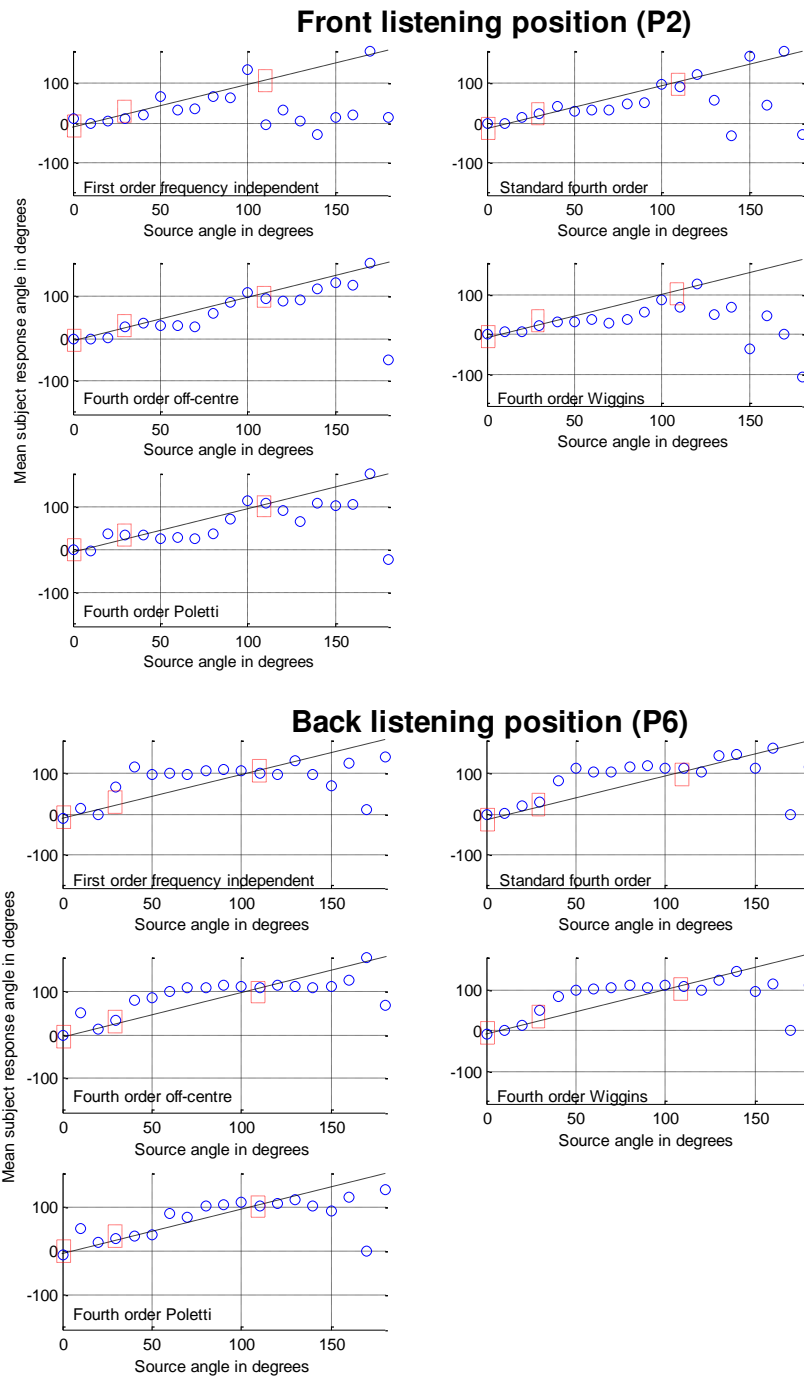 Front listening position (P2)
100
0
-100
First order frequency independent
0 50 100 150
Source angle in degrees
100
0
-100
Standard fourth order
0 50 100 150
Source angle in degrees
Mean subject response angle in degrees
100
0
-100
Fourth order off-centre
0 50 100 150
Source angle in degrees
100
0
-100
Fourth order Wiggins
0 50 100 150
Source angle in degrees
100
0
-100
Fourth order Poletti
0 50 100 150
Source angle in degrees
Back listening position (P6)
100
0
-100
First order frequency independent
0 50 100 150
Source angle in degrees
100
0
-100
Standard fourth order
0 50 100 150
Source angle in degrees
Mean subject response angle in degrees
100
0
-100
Fourth order off-centre
0 50 100 150
Source angle in degrees
100
0
-100
Fourth order Wiggins
0 50 100 150
Source angle in degrees
100
0
-100
Fourth order Poletti
0 50 100 150
Source angle in degrees